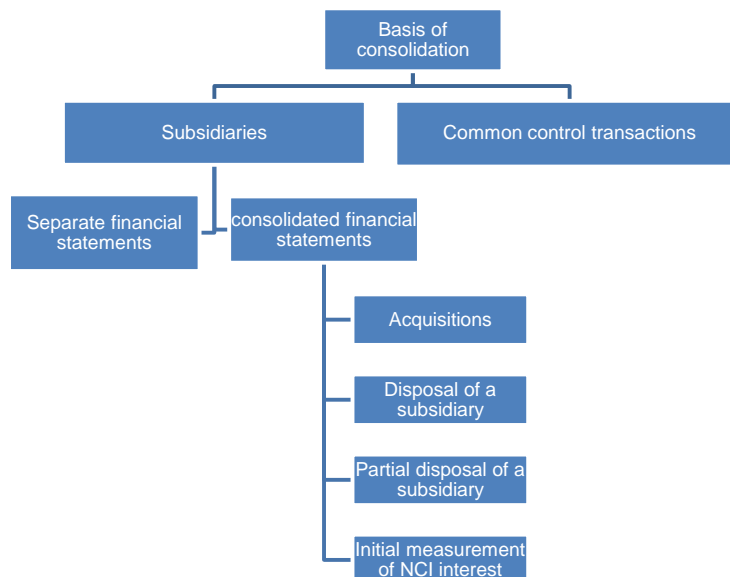 Basis of
consolidation
Subsidiaries
Common control transactions
Separate financial
statements
consolidated financial
statements
Acquisitions
Disposal of a
subsidiary
Partial disposal of a
subsidiary
Initial measurement
of NCI interest